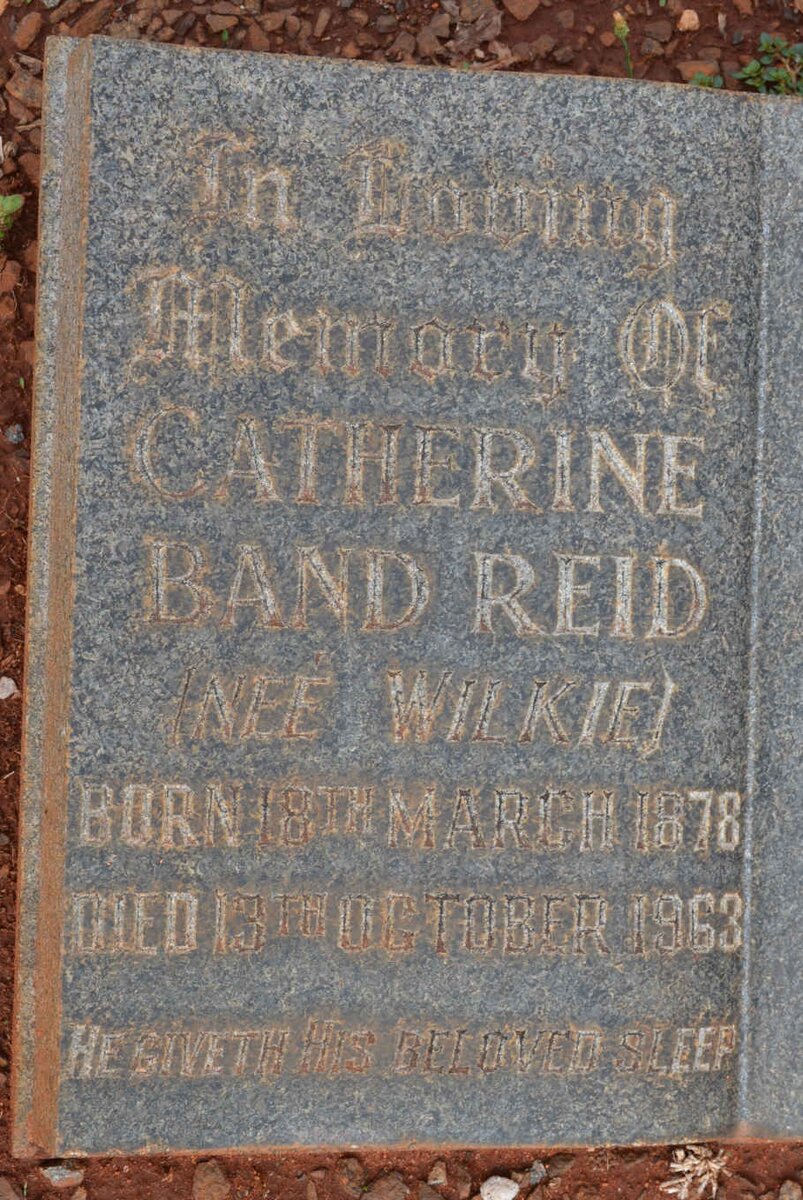 In Loving
Memory Of
CATHERINE
BAND REID
(NEÉ WILKIE)
BORN 18TH MARCH 1878
DIED 13TH OCTOBER 1963
HE GIVETH HIS BELOVED SLEEP